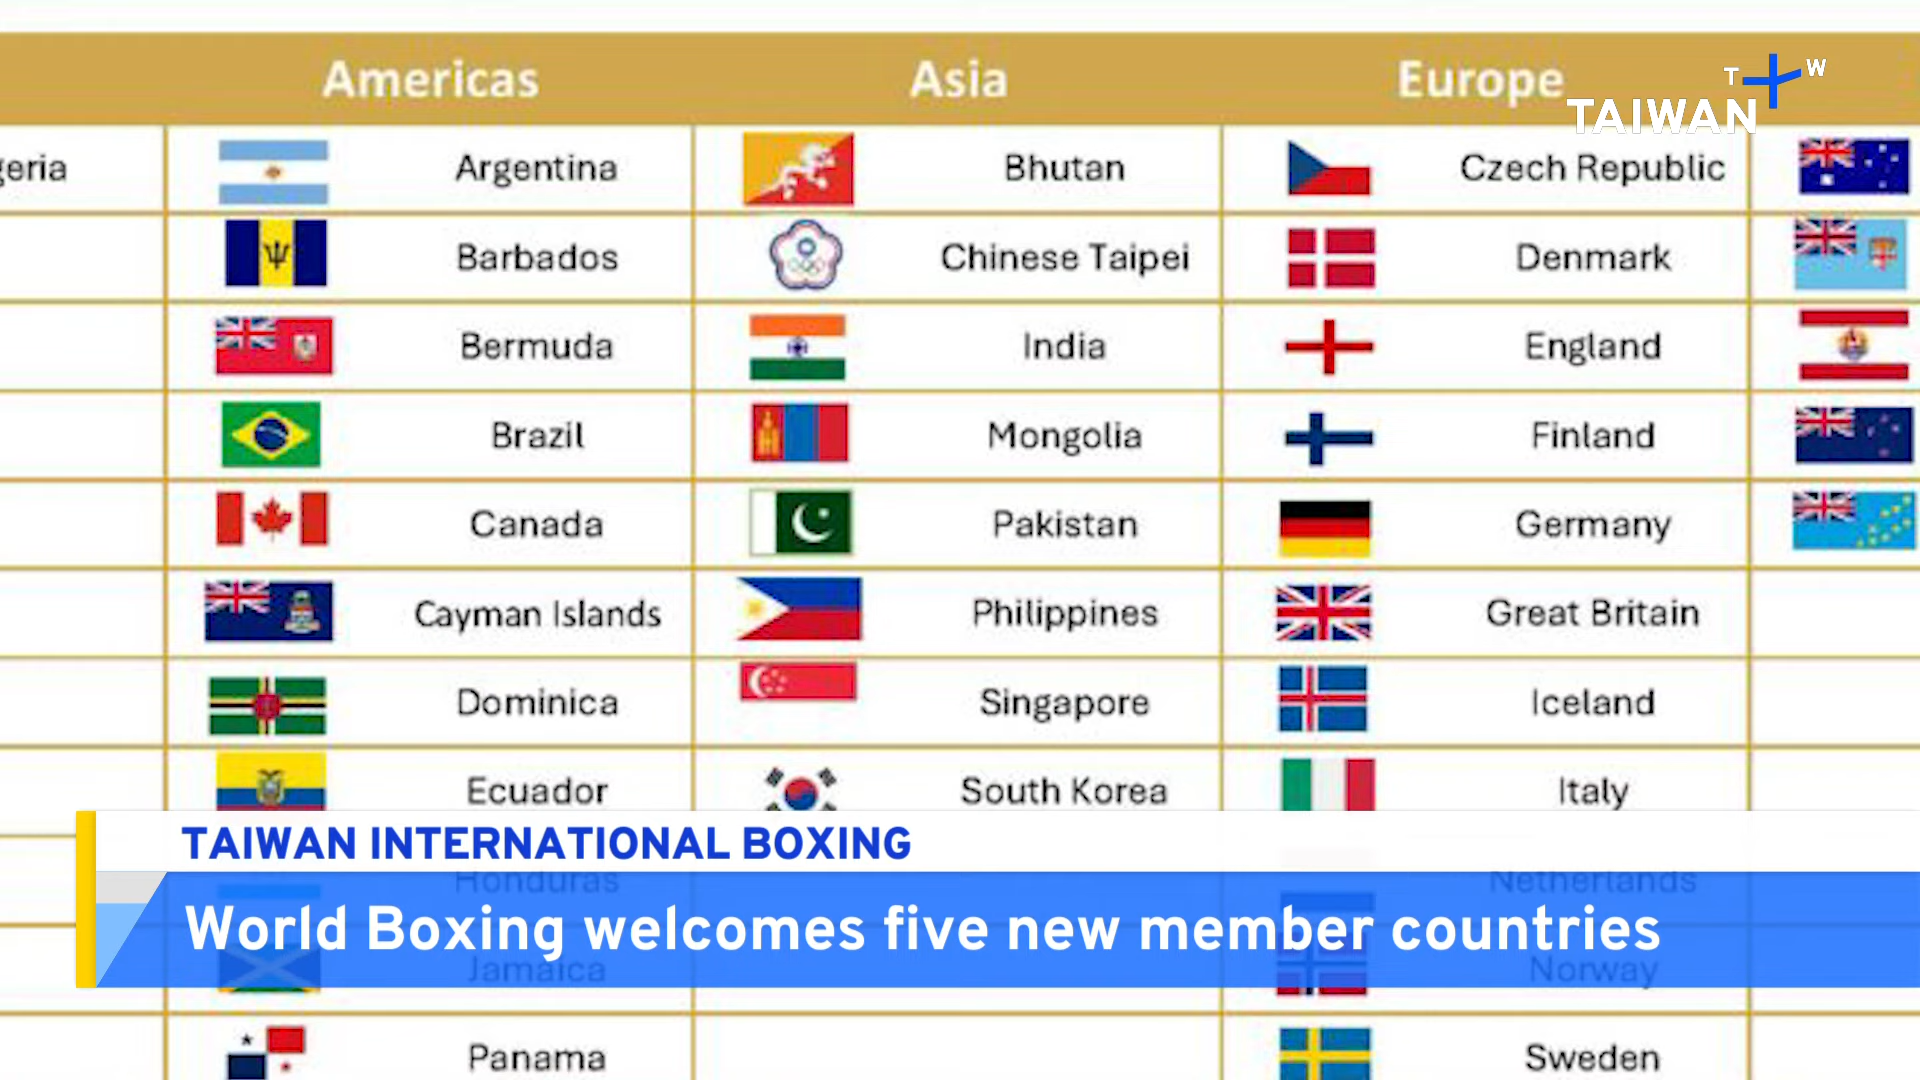 Americas Asia Europe
T W
TAIWAN
geria Argentina Bhutan Czech Republic
Barbados Chinese Taipei Denmark
Bermuda India England
Brazil Mongolia Finland
Canada Pakistan Germany
Cayman Islands Philippines Great Britain
Dominica Singapore Iceland
Ecuador South Korea Italy
TAIWAN INTERNATIONAL BOXING
Honduras Netherlands
World Boxing welcomes five new member countries
Jamaica Norway
Panama Sweden